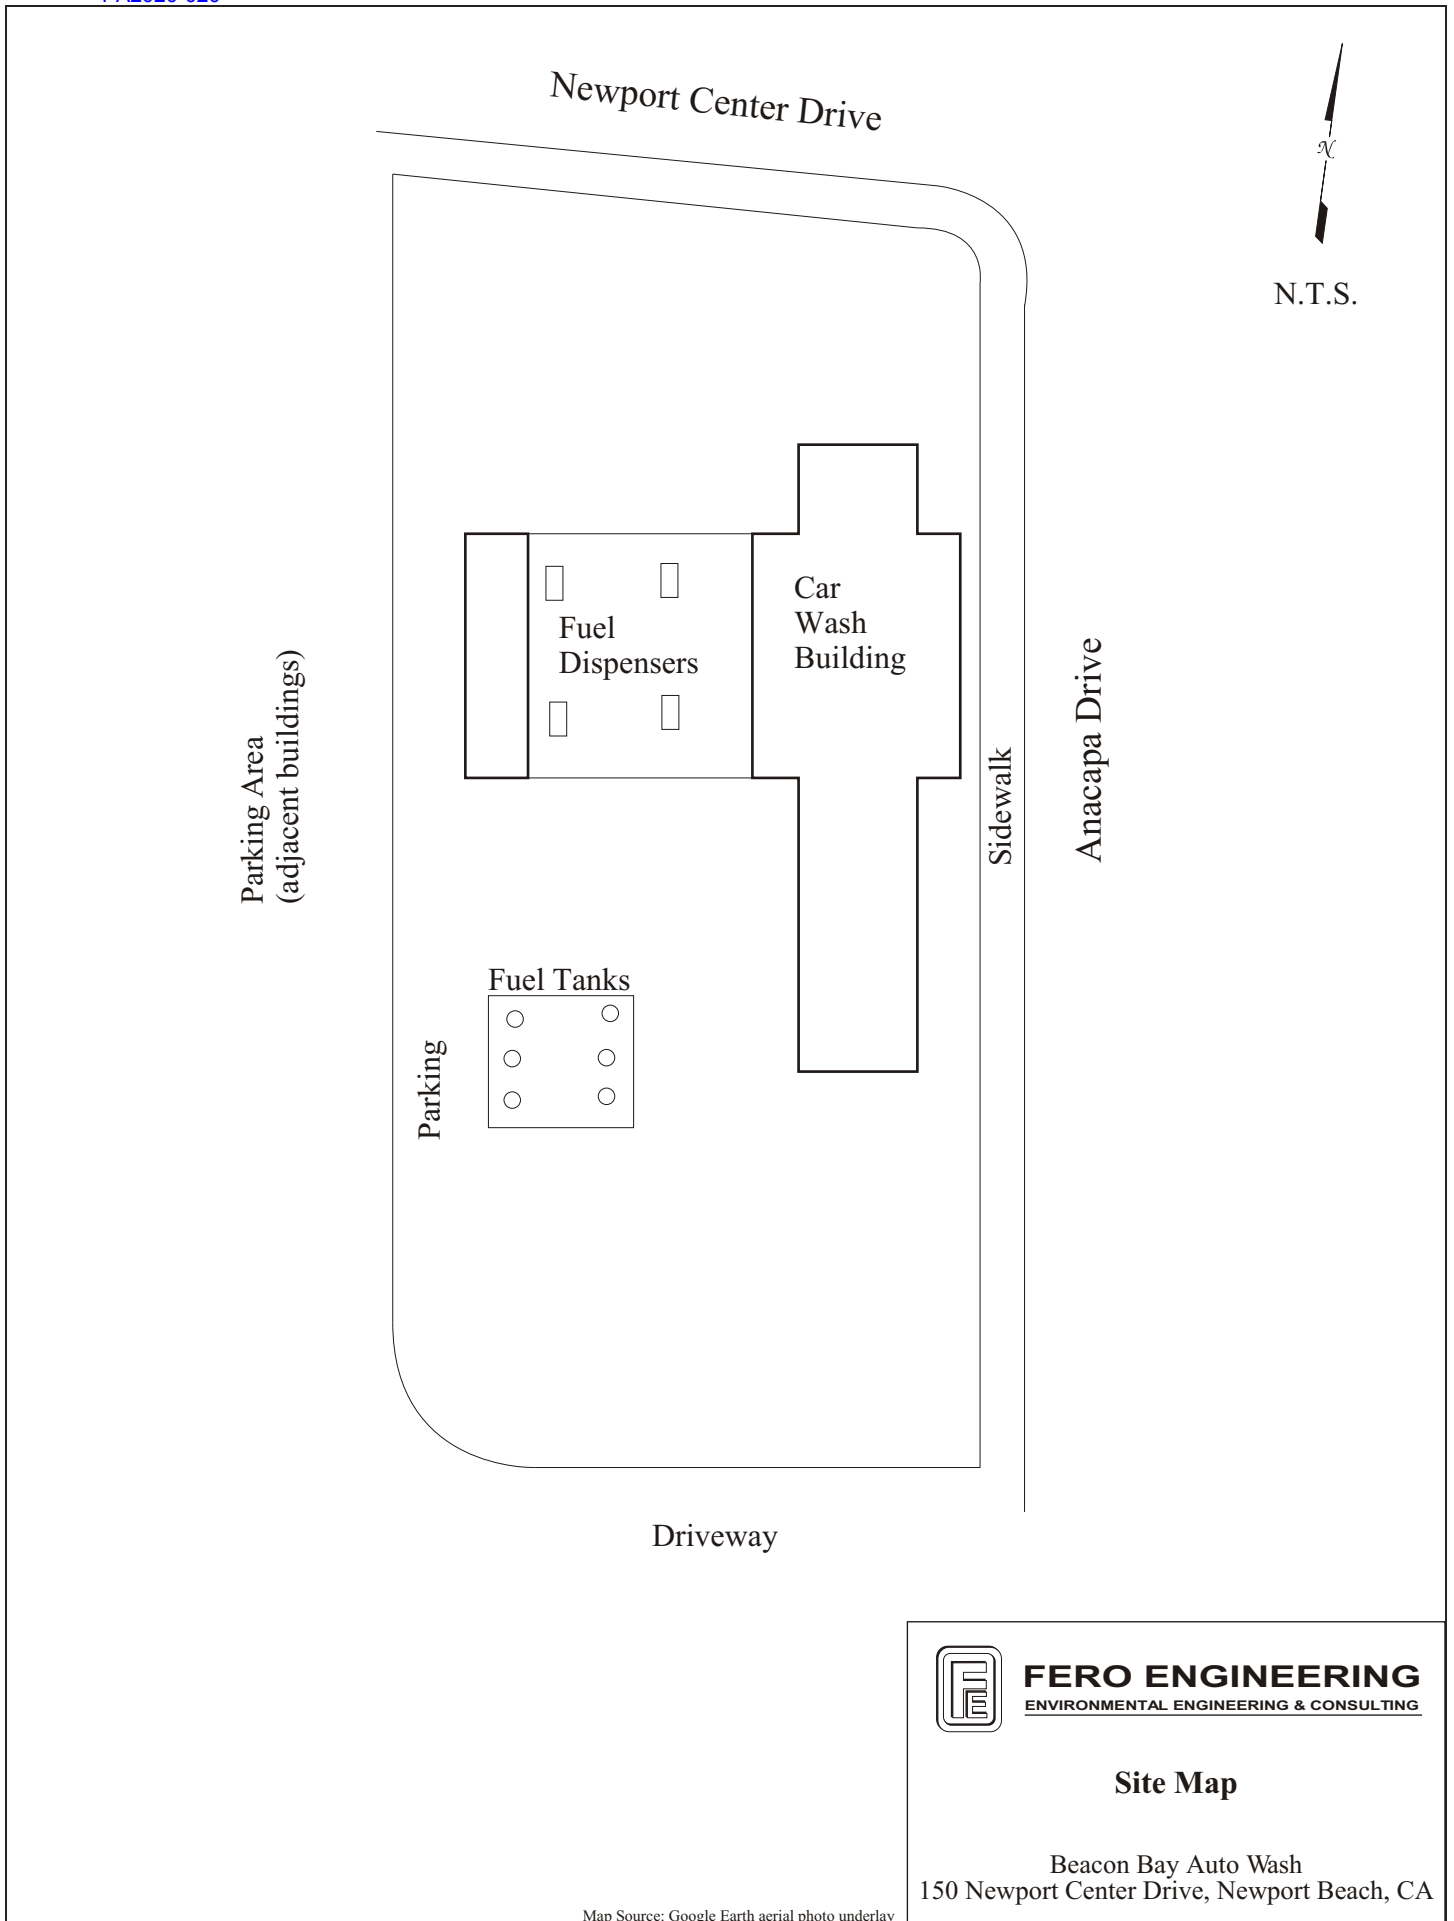 Newport Center Drive
N
N.T.S.
Car
Wash
Building
Fuel
Dispensers
Parking Area
(adjacent buildings)
Sidewalk
Anacapa Drive
Fuel Tanks
Parking
Driveway
FE
FERO ENGINEERING
ENVIRONMENTAL ENGINEERING & CONSULTING
Site Map
Beacon Bay Auto Wash
150 Newport Center Drive, Newport Beach, CA
Map Source: Google Earth aerial photo underlay